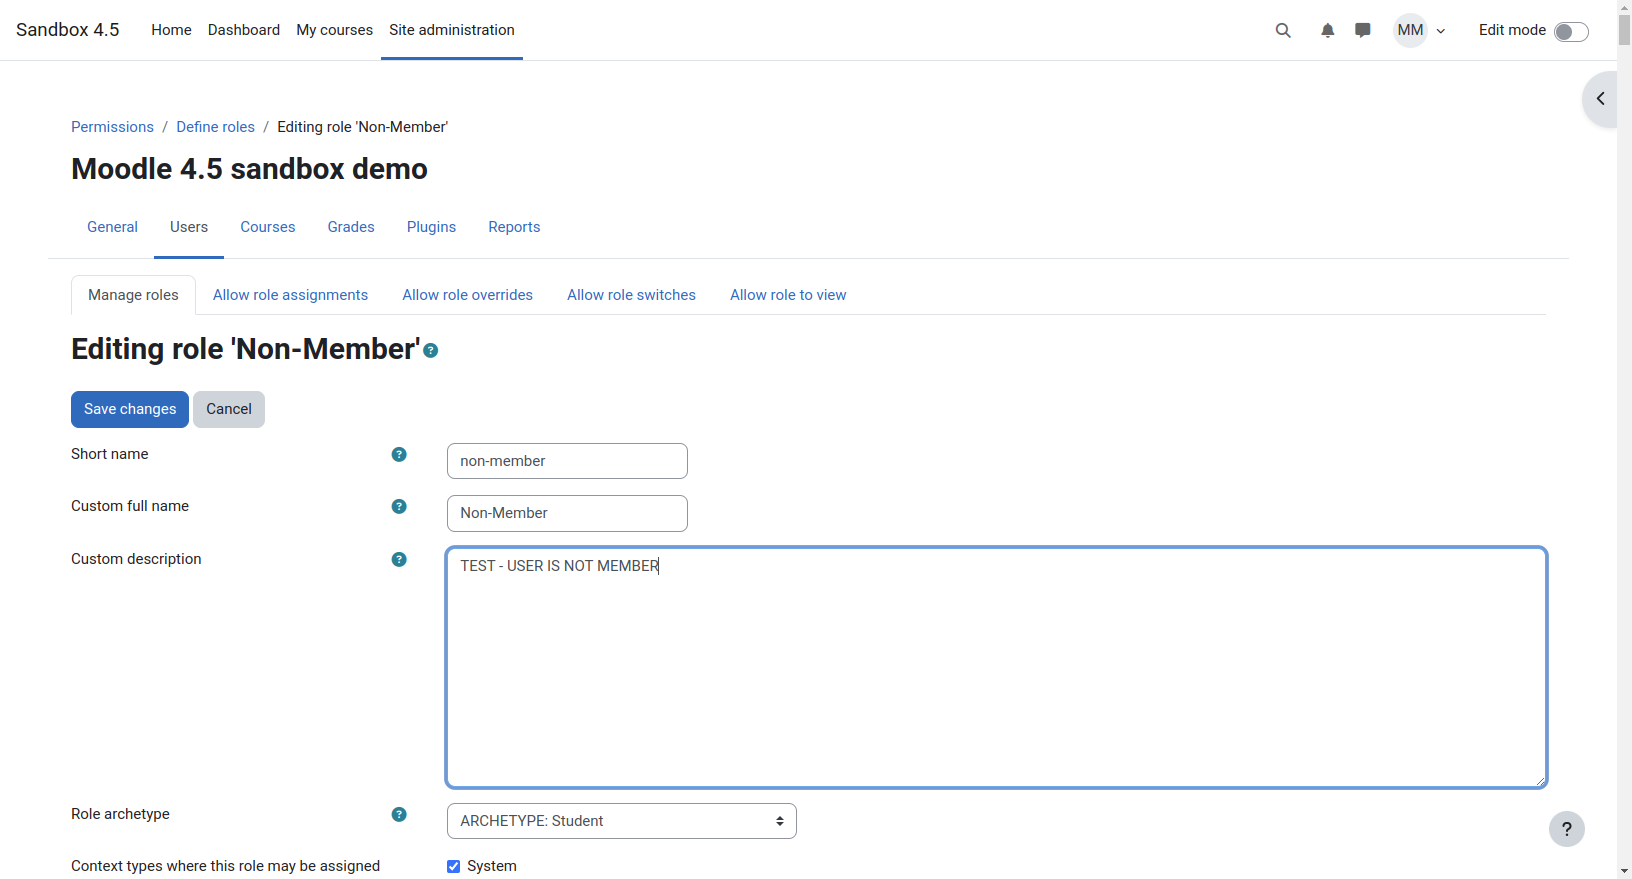 Sandbox 4.5 Home Dashboard My courses Site administration MM Edit mode
Permissions / Define roles / Editing role 'Non-Member'
Moodle 4.5 sandbox demo
General Users Courses Grades Plugins Reports
Manage roles Allow role assignments Allow role overrides Allow role switches Allow role to view
Editing role 'Non-Member' ?
Save changes Cancel
Short name ? non-member
Custom full name ? Non-Member
Custom description ? TEST - USER IS NOT MEMBER
Role archetype ? ARCHETYPE: Student
?
Context types where this role may be assigned System